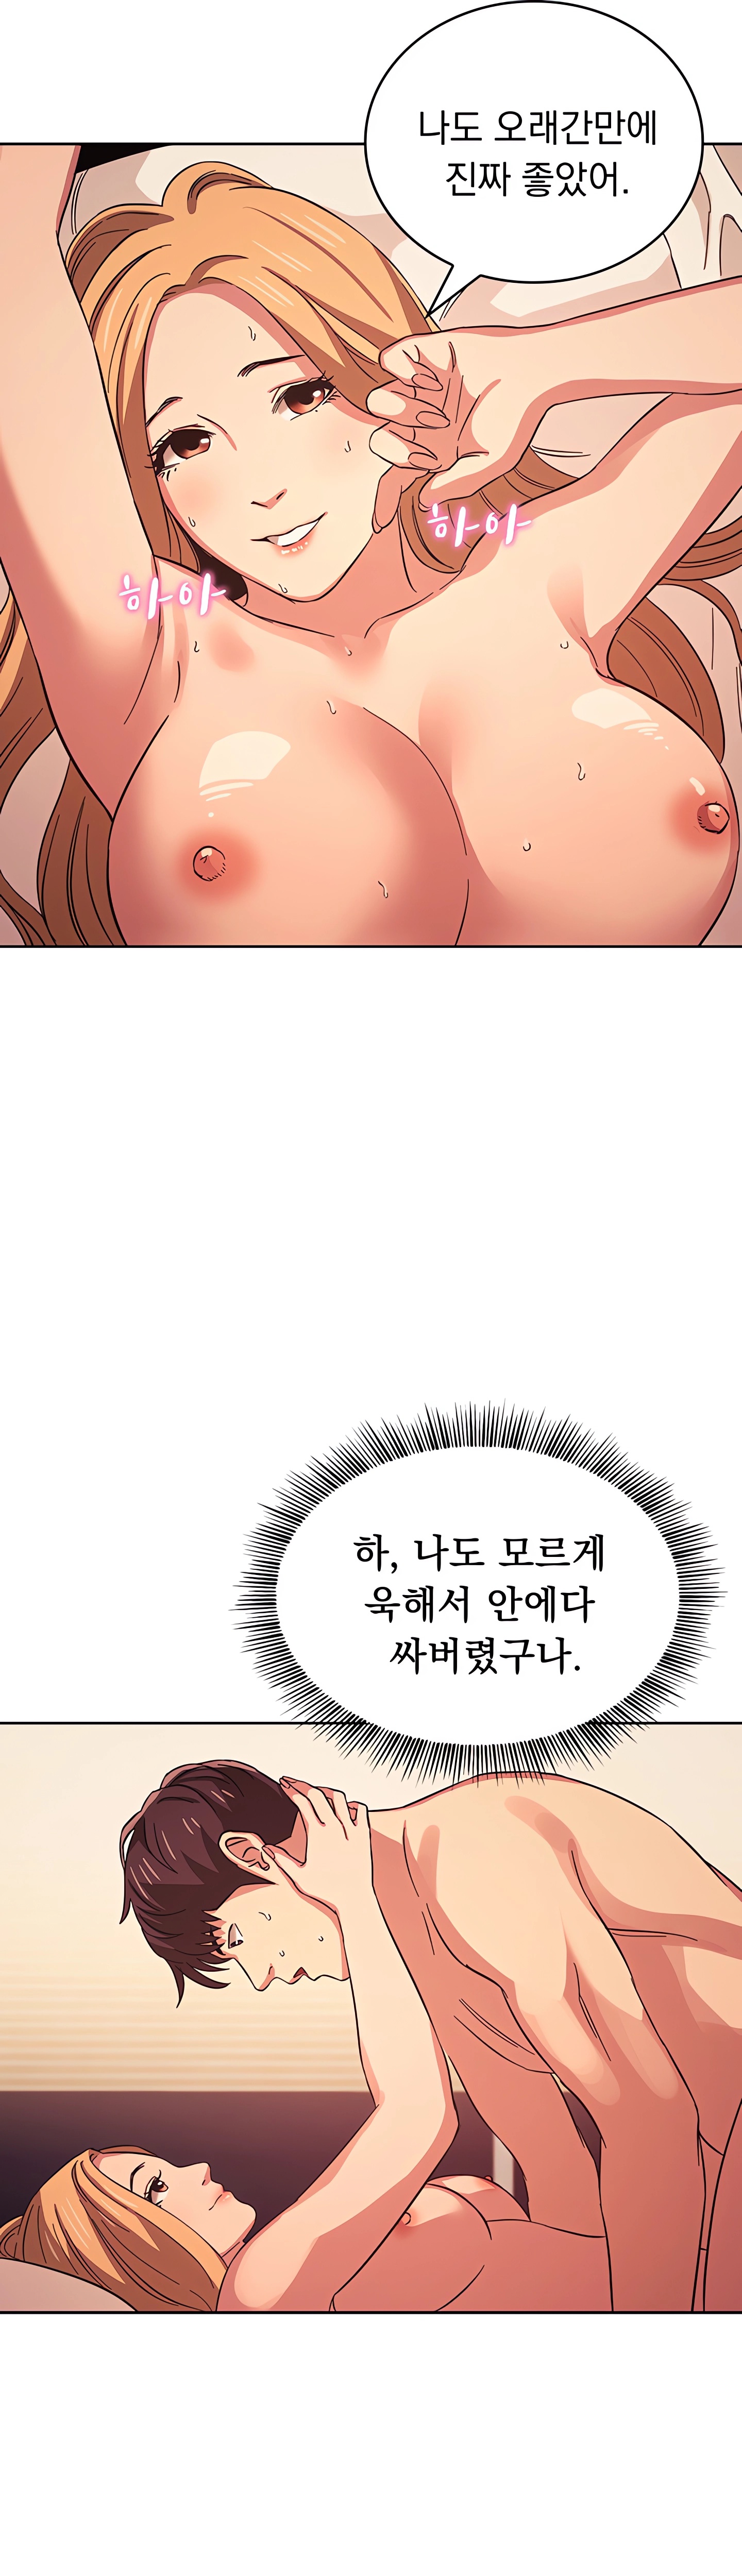 나도 오래간만에
진짜 좋았어.
하아
하아
하, 나도 모르게
욱해서 안에다
싸버렸구나.